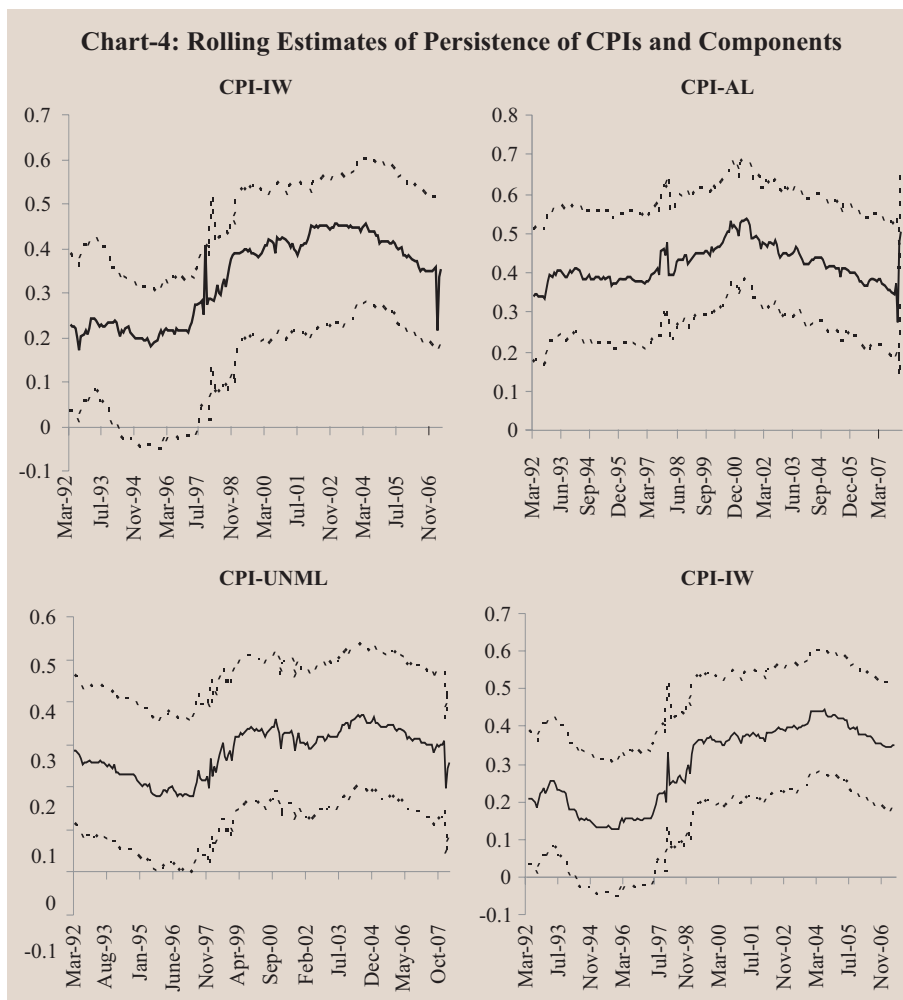 Chart-4: Rolling Estimates of Persistence of CPIs and Components
CPI-IW
0.7
0.6
0.5
0.4
0.3
0.2
0.1
0
-0.1
Mar-92
Jul-93
Nov-94
Mar-96
Jul-97
Nov-98
Mar-00
Jul-01
Nov-02
Mar-04
Jul-05
Nov-06
CPI-AL
0.8
0.7
0.6
0.5
0.4
0.3
0.2
0.1
0
Mar-92
Jun-93
Sep-94
Dec-95
Mar-97
Jun-98
Sep-99
Dec-00
Mar-02
Jun-03
Sep-04
Dec-05
Mar-07
CPI-UNML
0.6
0.5
0.4
0.3
0.2
0.1
0
-0.1
Mar-92
Aug-93
Jan-95
June-96
Nov-97
Apr-99
Sep-00
Feb-02
Jul-03
Dec-04
May-06
Oct-07
CPI-IW
0.7
0.6
0.5
0.4
0.3
0.2
0.1
0
-0.1
Mar-92
Jul-93
Nov-94
Mar-96
Jul-97
Nov-98
Mar-00
Jul-01
Nov-02
Mar-04
Jul-05
Nov-06